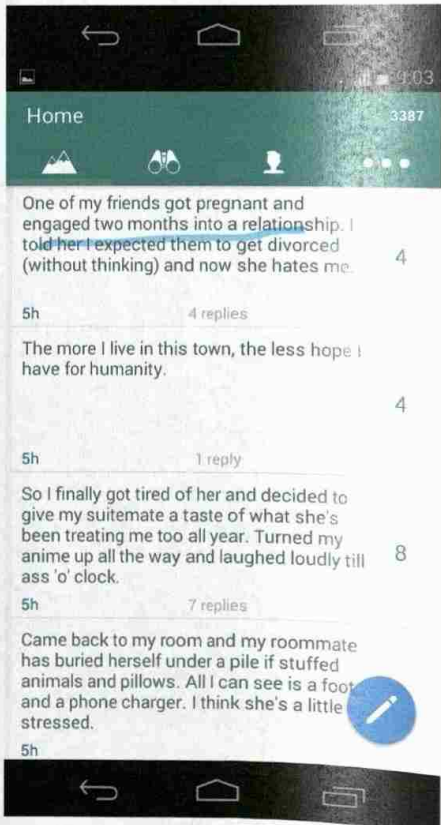 9:03
Home
3387
One of my friends got pregnant and
engaged two months into a relationship. I
told her I expected them to get divorced
(without thinking) and now she hates me.
4
5h 4 replies
The more I live in this town, the less hope I
have for humanity.
4
5h 1 reply
So I finally got tired of her and decided to
give my suitemate a taste of what she's
been treating me too all year. Turned my
anime up all the way and laughed loudly till
ass 'o' clock.
8
5h 7 replies
Came back to my room and my roommate
has buried herself under a pile if stuffed
animals and pillows. All I can see is a foot
and a phone charger. I think she's a little
stressed.
5h